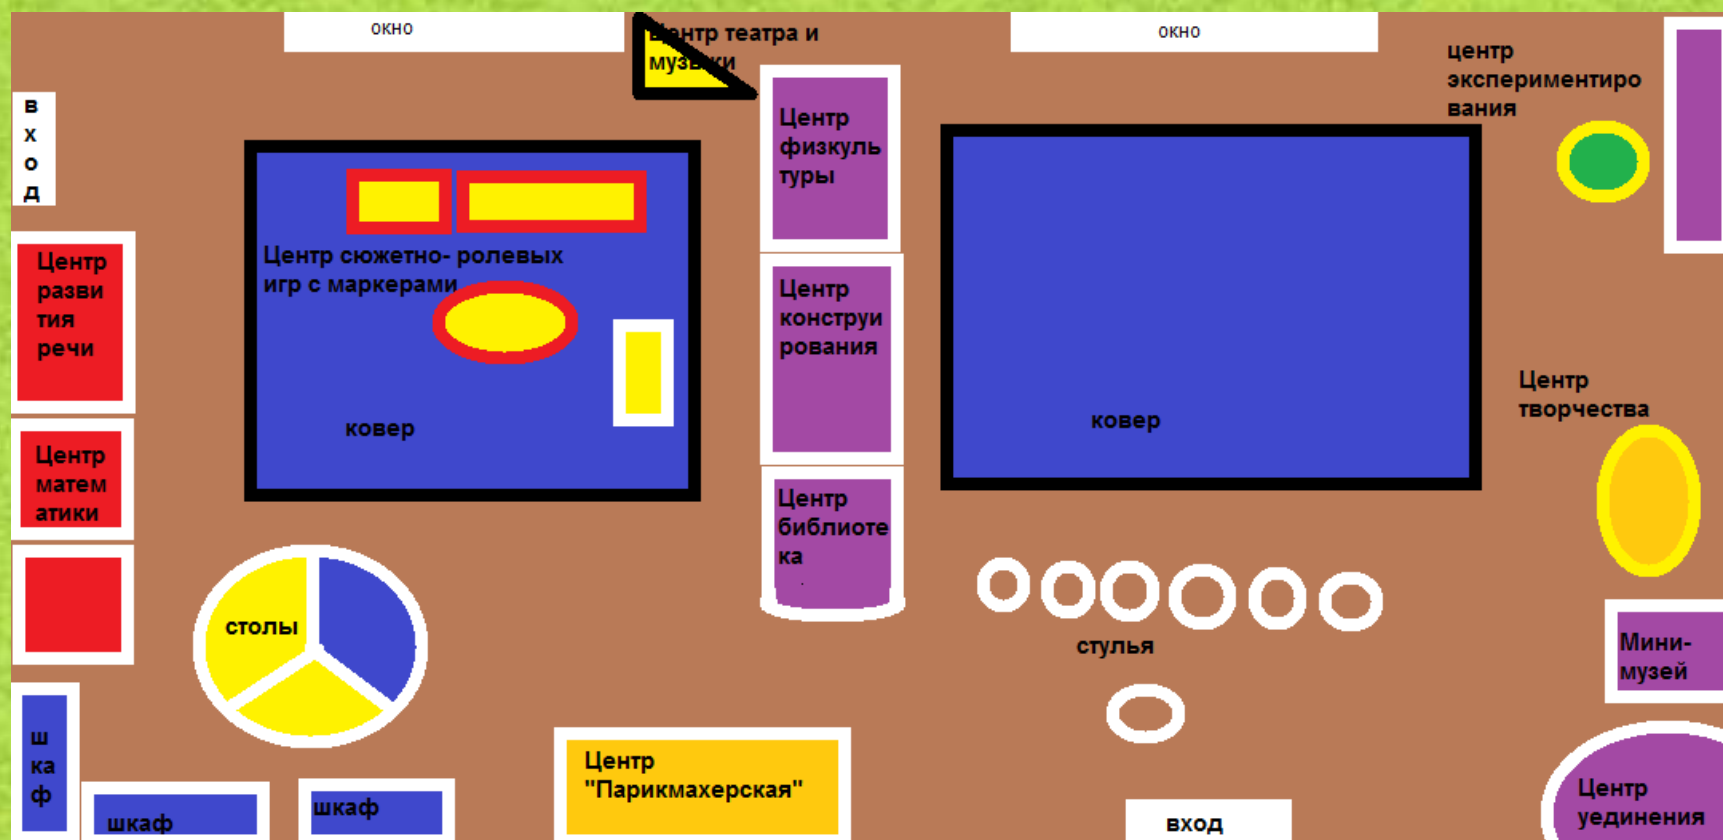 окно
Центр театра и
музыки
окно
центр
экспериментиро
вания
в
х
о
д
Центр
физкуль
туры
Центр
разви
тия
речи
Центр сюжетно- ролевых
игр с маркерами
Центр
конструи
рования
Центр
творчества
ковер
ковер
Центр
матем
атики
Центр
библиоте
ка
столы
стулья
Мини-
музей
ш
ка
ф
Центр
"Парикмахерская"
шкаф
шкаф
вход
Центр
уединения